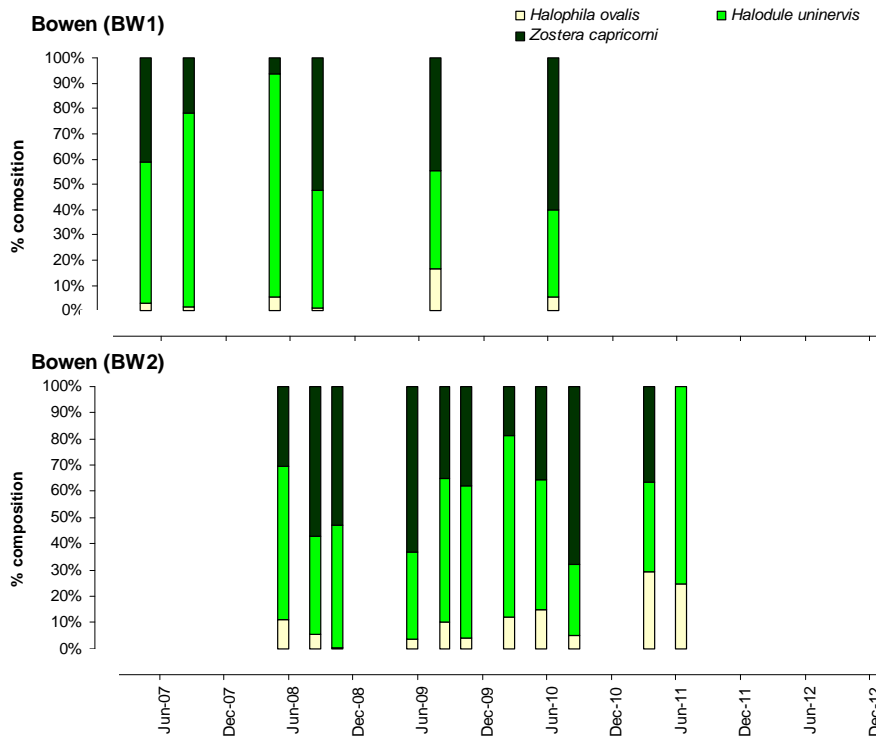 Bowen (BW1)
Halophila ovalis
Halodule uninervis
Zostera capricorni
100%
90%
80%
70%
60%
50%
40%
30%
20%
10%
0%
% comosition
Bowen (BW2)
100%
90%
80%
70%
60%
50%
40%
30%
20%
10%
0%
% composition
Jun-07
Dec-07
Jun-08
Dec-08
Jun-09
Dec-09
Jun-10
Dec-10
Jun-11
Dec-11
Jun-12
Dec-12